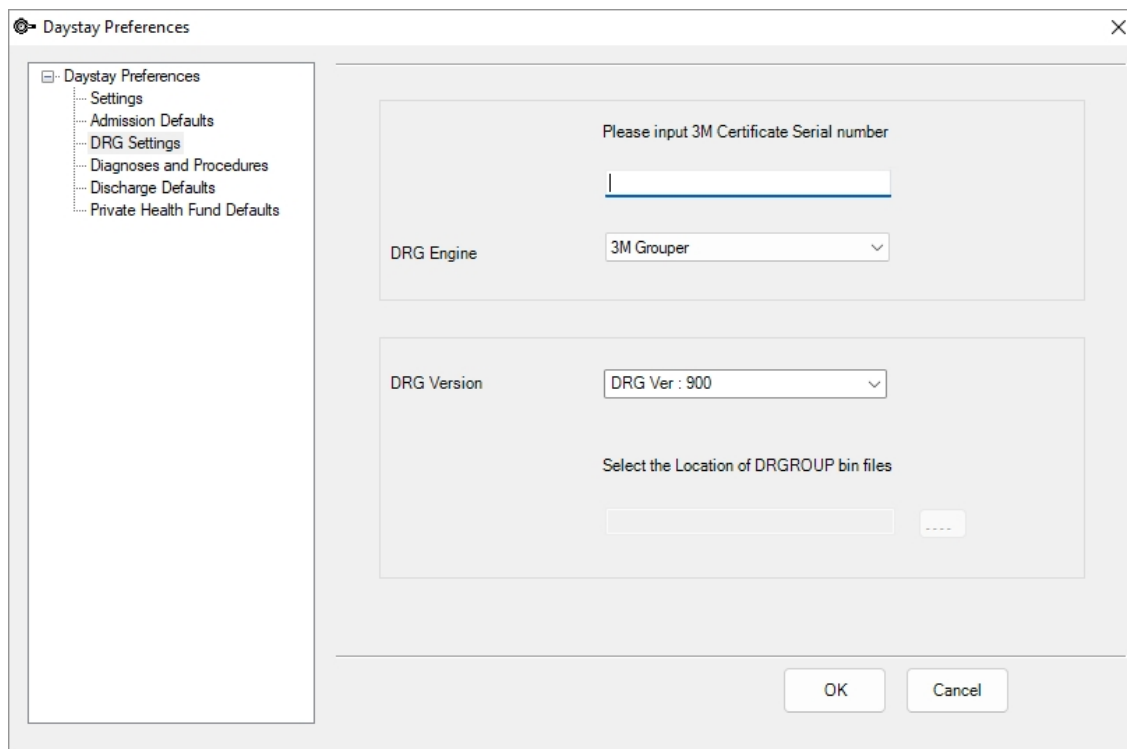 Daystay Preferences
Daystay Preferences
Settings
Admission Defaults
DRG Settings
Diagnoses and Procedures
Discharge Defaults
Private Health Fund Defaults
Please input 3M Certificate Serial number
DRG Engine
3M Grouper
DRG Version
DRG Ver : 900
Select the Location of DRGROUP bin files
....
OK
Cancel